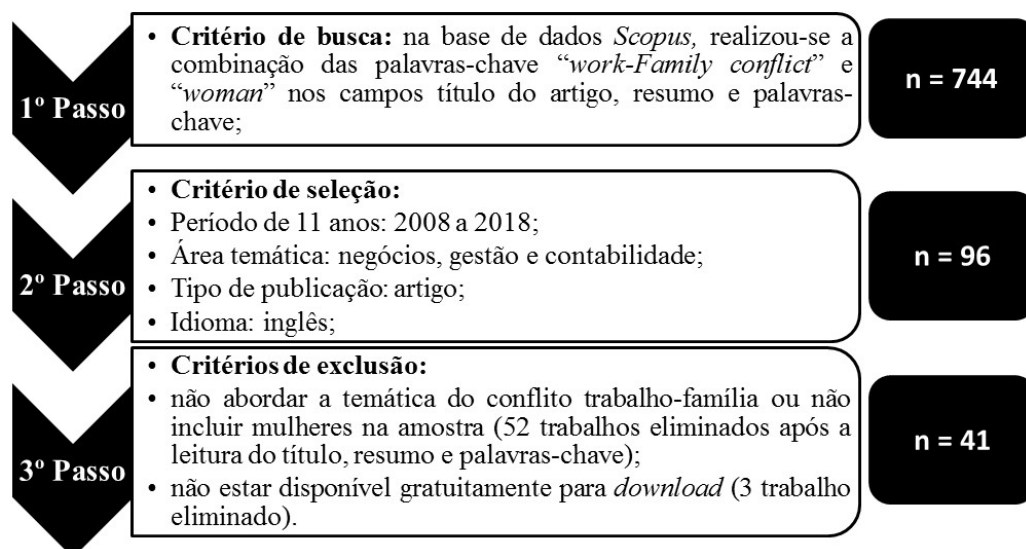 1º Passo
• Critério de busca: na base de dados Scopus, realizou-se a
combinação das palavras-chave “work-Family conflict” e
“woman” nos campos título do artigo, resumo e palavras-
chave;
n = 744
2º Passo
• Critério de seleção:
• Período de 11 anos: 2008 a 2018;
• Área temática: negócios, gestão e contabilidade;
• Tipo de publicação: artigo;
• Idioma: inglês;
n = 96
3º Passo
• Critérios de exclusão:
• não abordar a temática do conflito trabalho-família ou não
incluir mulheres na amostra (52 trabalhos eliminados após a
leitura do título, resumo e palavras-chave);
• não estar disponível gratuitamente para download (3 trabalho
eliminado).
n = 41